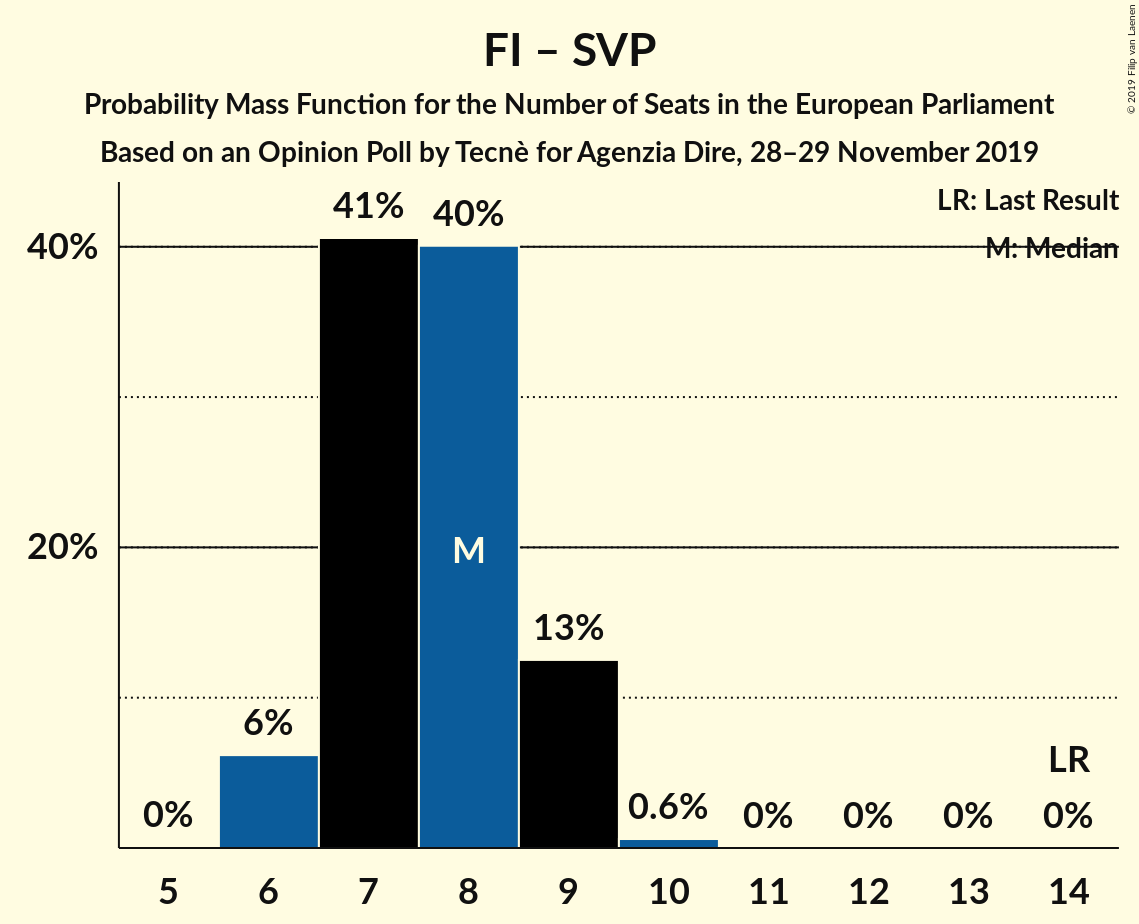 FI – SVP
Probability Mass Function for the Number of Seats in the European Parliament
Based on an Opinion Poll by Tecnè for Agenzia Dire, 28–29 November 2019
© 2019 Filip van Laenen
LR: Last Result
M: Median
40%
20%
0%
6%
41%
40%
M
13%
0.6%
0%
0%
0%
LR
0%
5 6 7 8 9 10 11 12 13 14